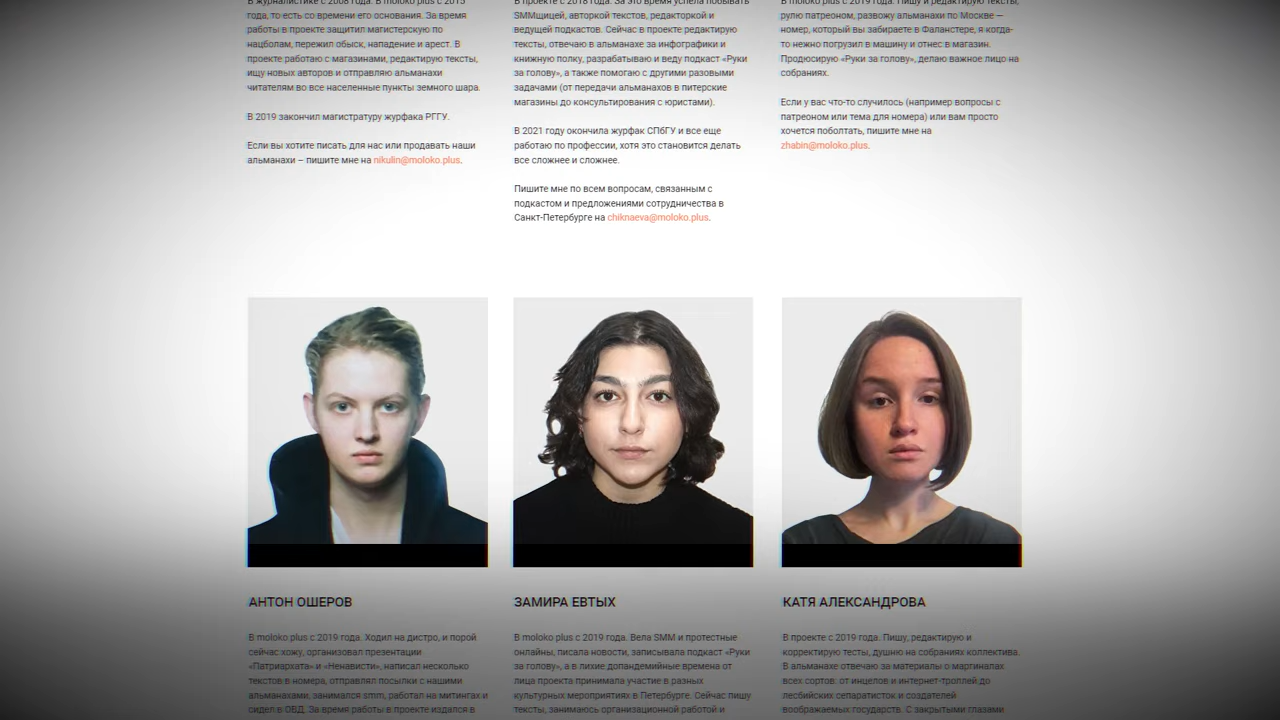 В журналистике с 2008 года. В moloko plus с 2015
года, то есть со времени его основания. За время
работы в проекте защитил магистерскую по
нацболам, пережил обыск, нападение и арест. В
проекте работаю с магазинами, редактирую тексты,
ищу новых авторов и отправляю альманахи
читателям во все населенные пункты земного шара.
В 2019 закончил магистратуру журфака РГГУ.
Если вы хотите писать для нас или продавать наши
альманахи – пишите мне на nikulin@moloko.plus.
В проекте с 2018 года. За это время успела побывать
SMMщицей, авторкой текстов, редакторкой и
ведущей подкастов. Сейчас в проекте редактирую
тексты, отвечаю в альманахе за инфографики и
книжную полку, разрабатываю и веду подкаст «Руки
за голову», а также помогаю с другими разовыми
задачами (от передачи альманахов в питерские
магазины до консультирования с юристами).
В 2021 году окончила журфак СПбГУ и все еще
работаю по профессии, хотя это становится делать
все сложнее и сложнее.
Пишите мне по всем вопросам, связанным с
подкастом и предложениями сотрудничества в
Санкт-Петербурге на chiknaeva@moloko.plus.
В moloko plus с 2019 года. Пишу и редактирую тексты,
рулю патреоном, развожу альманахи по Москве —
номер, который вы забираете в Фаланстере, я когда-
то нежно погрузил в машину и отнес в магазин.
Продюсирую «Руки за голову», делаю важное лицо на
собраниях.
Если у вас что-то случилось (например вопросы с
патреоном или тема для номера) или вам просто
хочется поболтать, пишите мне на
zhabin@moloko.plus.
АНТОН ОШЕРОВ
В moloko plus с 2019 года. Ходил на дистро, и порой
сейчас хожу, организовал презентации
«Патриархата» и «Ненависти», написал несколько
текстов в номера, отправлял посылки с нашими
альманахами, занимался smm, работал на митингах и
сидел в ОВД. За время работы в проекте издался в
ЗАМИРА ЕВТЫХ
В moloko plus с 2019 года. Вела SMM и протестные
онлайны, писала новости, записывала подкаст «Руки
за голову», а в лихие допандемийные времена от
лица проекта принимала участие в разных
культурных мероприятиях в Петербурге. Сейчас пишу
тексты, занимаюсь организационной работой и
КАТЯ АЛЕКСАНДРОВА
В проекте с 2019 года. Пишу, редактирую и
корректирую тексты, душню на собраниях коллектива.
В альманахе отвечаю за материалы о маргиналах
всех сортов: от инцелов и интернет-троллей до
лесбийских сепаратисток и создателей
воображаемых государств. С закрытыми глазами